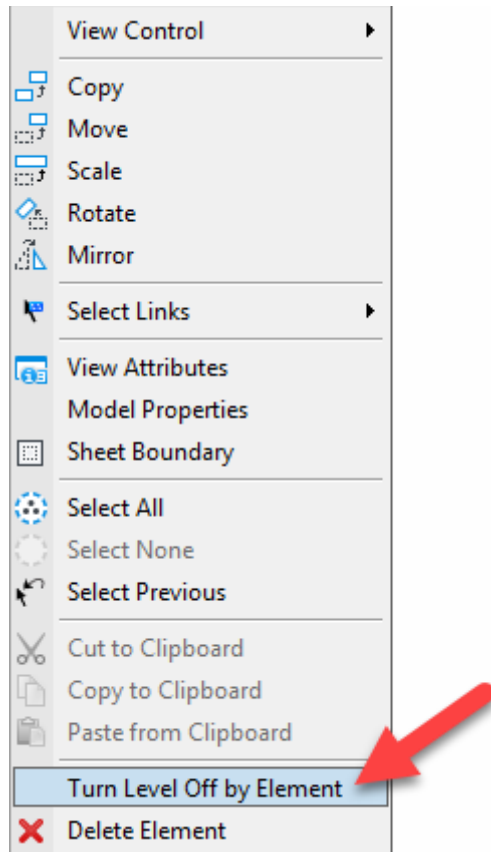 View Control
Copy
Move
Scale
Rotate
Mirror
Select Links
View Attributes
Model Properties
Sheet Boundary
Select All
Select None
Select Previous
Cut to Clipboard
Copy to Clipboard
Paste from Clipboard
Turn Level Off by Element
Delete Element